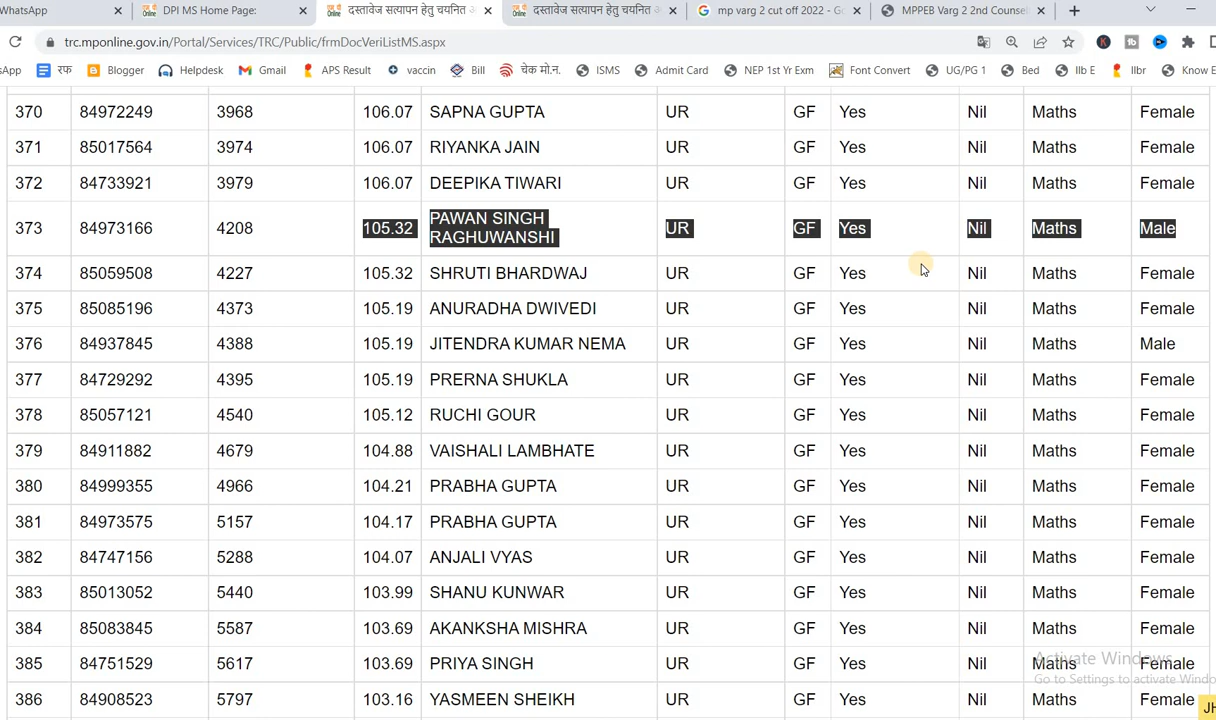 WhatsApp
DPI MS Home Page:
दस्तावेज सत्यापन हेतु चयनित अ
दस्तावेज सत्यापन हेतु चयनित अ
mp varg 2 cut off 2022 - Go
MPPEB Varg 2 2nd Counsel
trc.mponline.gov.in/Portal/Services/TRC/Public/frmDocVeriListMS.aspx
sApp
रफ
Blogger
Helpdesk
Gmail
APS Result
vaccin
Bill
चेक मो.न.
ISMS
Admit Card
NEP 1st Yr Exm
Font Convert
UG/PG 1
Bed
IIb E
IIbr
Know E
370 84972249 3968 106.07 SAPNA GUPTA UR GF Yes Nil Maths Female
371 85017564 3974 106.07 RIYANKA JAIN UR GF Yes Nil Maths Female
372 84733921 3979 106.07 DEEPIKA TIWARI UR GF Yes Nil Maths Female
373 84973166 4208 105.32 PAWAN SINGH RAGHUWANSHI UR GF Yes Nil Maths Male
374 85059508 4227 105.32 SHRUTI BHARDWAJ UR GF Yes Nil Maths Female
375 85085196 4373 105.19 ANURADHA DWIVEDI UR GF Yes Nil Maths Female
376 84937845 4388 105.19 JITENDRA KUMAR NEMA UR GF Yes Nil Maths Male
377 84729292 4395 105.19 PRERNA SHUKLA UR GF Yes Nil Maths Female
378 85057121 4540 105.12 RUCHI GOUR UR GF Yes Nil Maths Female
379 84911882 4679 104.88 VAISHALI LAMBHATE UR GF Yes Nil Maths Female
380 84999355 4966 104.21 PRABHA GUPTA UR GF Yes Nil Maths Female
381 84973575 5157 104.17 PRABHA GUPTA UR GF Yes Nil Maths Female
382 84747156 5288 104.07 ANJALI VYAS UR GF Yes Nil Maths Female
383 85013052 5440 103.99 SHANU KUNWAR UR GF Yes Nil Maths Female
384 85083845 5587 103.69 AKANKSHA MISHRA UR GF Yes Nil Maths Female
385 84751529 5617 103.69 PRIYA SINGH UR GF Yes Nil Maths Female
386 84908523 5797 103.16 YASMEEN SHEIKH UR GF Yes Nil Maths Female
Activate Windows
Go to Settings to activate Windo
JH